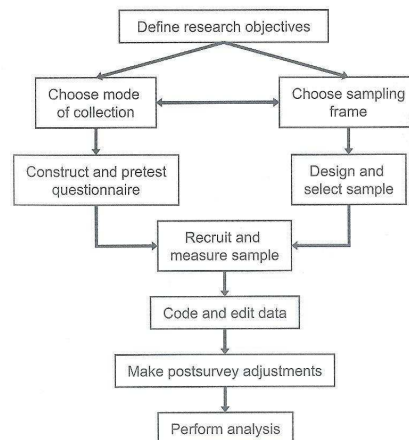 Define research objectives
Choose mode
of collection
Choose sampling
frame
Construct and pretest
questionnaire
Design and
select sample
Recruit and
measure sample
Code and edit data
Make postsurvey adjustments
Perform analysis